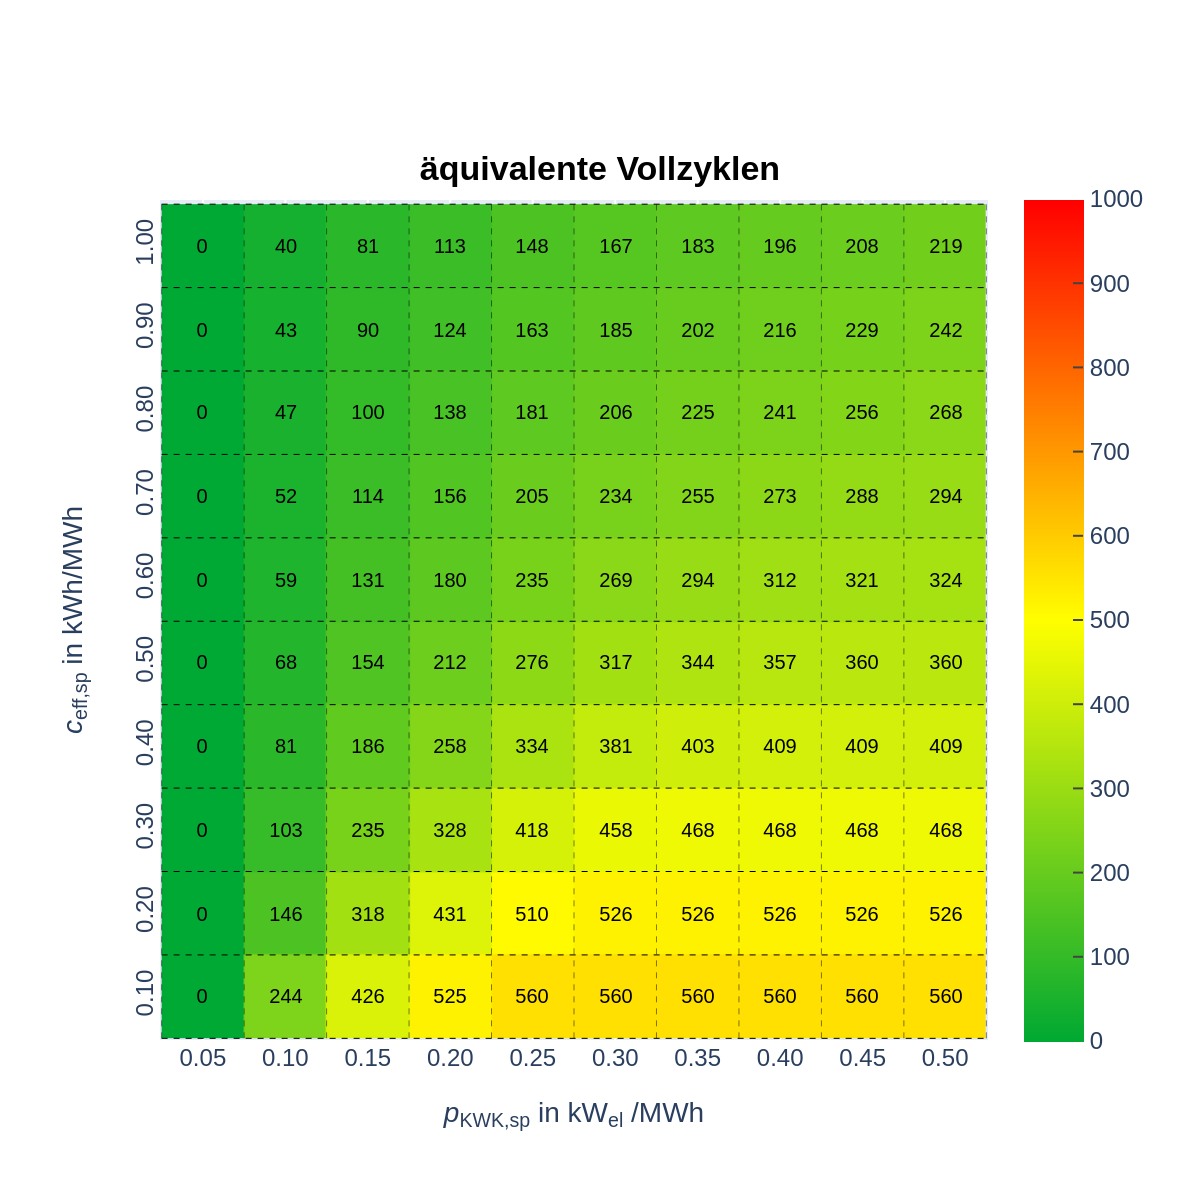 äquivalente Vollzyklen
1.00 0 40 81 113 148 167 183 196 208 219
0.90 0 43 90 124 163 185 202 216 229 242
0.80 0 47 100 138 181 206 225 241 256 268
0.70 0 52 114 156 205 234 255 273 288 294
0.60 0 59 131 180 235 269 294 312 321 324
0.50 0 68 154 212 276 317 344 357 360 360
0.40 0 81 186 258 334 381 403 409 409 409
0.30 0 103 235 328 418 458 468 468 468 468
0.20 0 146 318 431 510 526 526 526 526 526
0.10 0 244 426 525 560 560 560 560 560 560
0.05 0.10 0.15 0.20 0.25 0.30 0.35 0.40 0.45 0.50
c eff,sp in kWh/MWh
p KWK,sp in kW el /MWh
1000
900
800
700
600
500
400
300
200
100
0